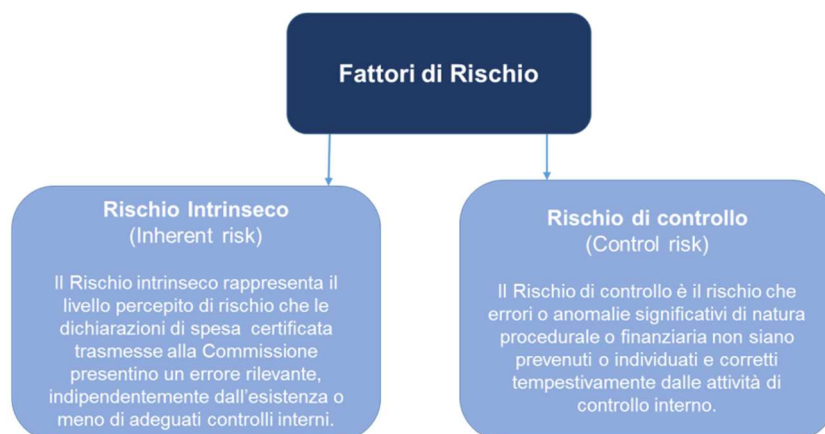 Fattori di Rischio
Rischio Intrinseco
(Inherent risk)
Il Rischio intrinseco rappresenta il
livello percepito di rischio che le
dichiarazioni di spesa certificata
trasmesse alla Commissione
presentino un errore rilevante,
indipendentemente dall'esistenza o
meno di adeguati controlli interni.
Rischio di controllo
(Control risk)
Il Rischio di controllo è il rischio che
errori o anomalie significativi di natura
procedurale o finanziaria non siano
prevenuti o individuati e corretti
tempestivamente dalle attività di
controllo interno.